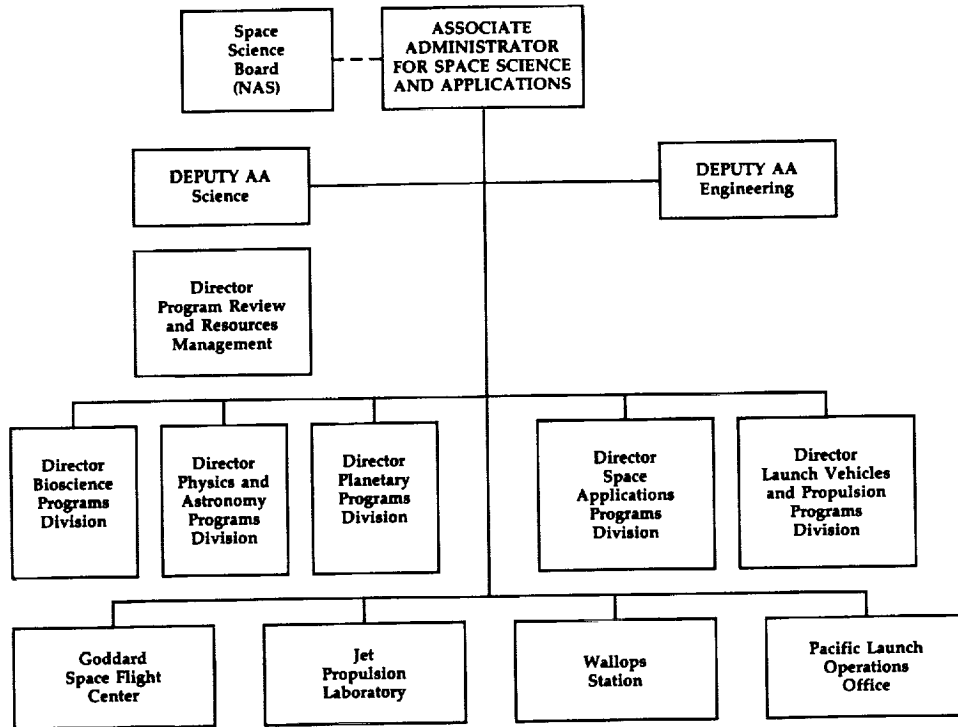 Space
Science
Board
(NAS)
ASSOCIATE
ADMINISTRATOR
FOR SPACE SCIENCE
AND APPLICATIONS
DEPUTY AA
Science
DEPUTY AA
Engineering
Director
Program Review
and Resources
Management
Director
Bioscience
Programs
Division
Director
Physics and
Astronomy
Programs
Division
Director
Planetary
Programs
Division
Director
Space
Applications
Programs
Division
Director
Launch Vehicles
and Propulsion
Programs
Division
Goddard
Space Flight
Center
Jet
Propulsion
Laboratory
Wallops
Station
Pacific Launch
Operations
Office